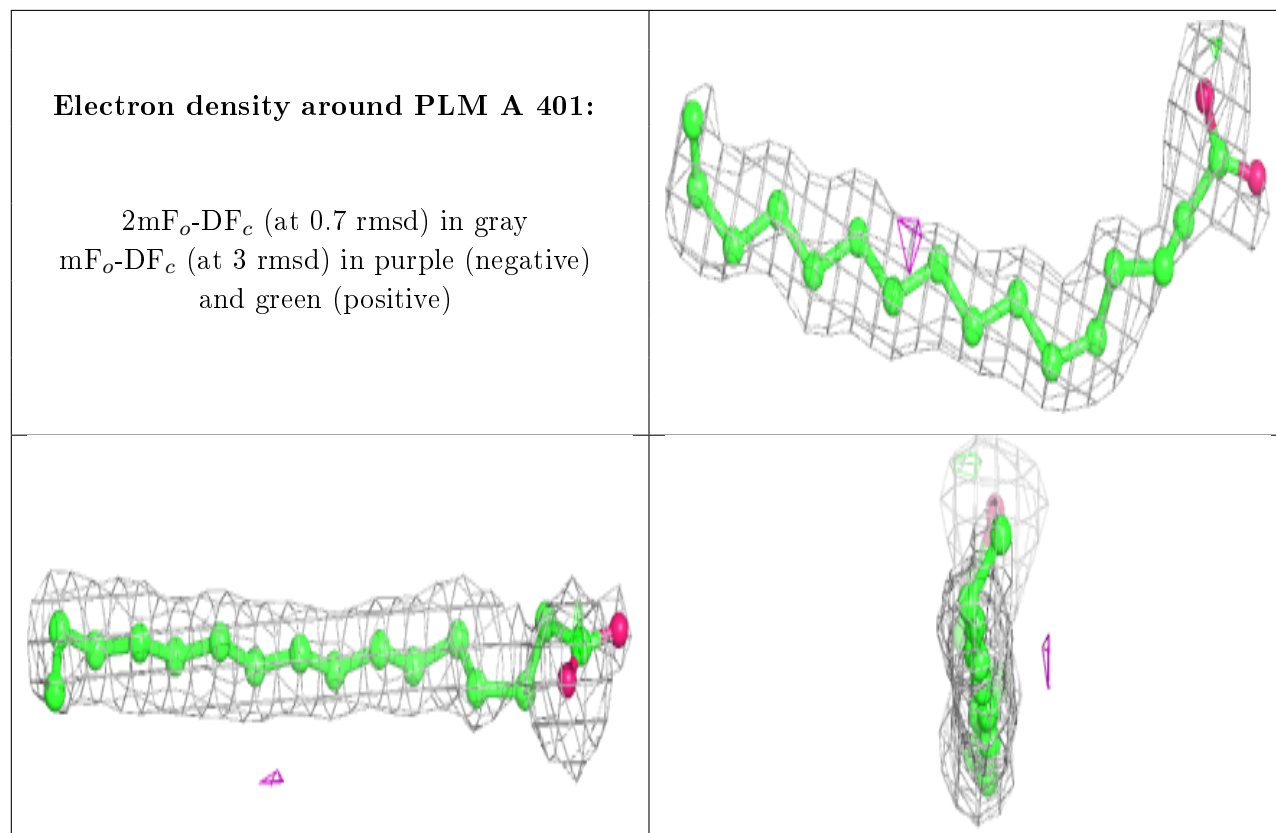 Electron density around PLM A 401:
2mFo-DFc (at 0.7 rmsd) in gray
mFo-DFc (at 3 rmsd) in purple (negative)
and green (positive)